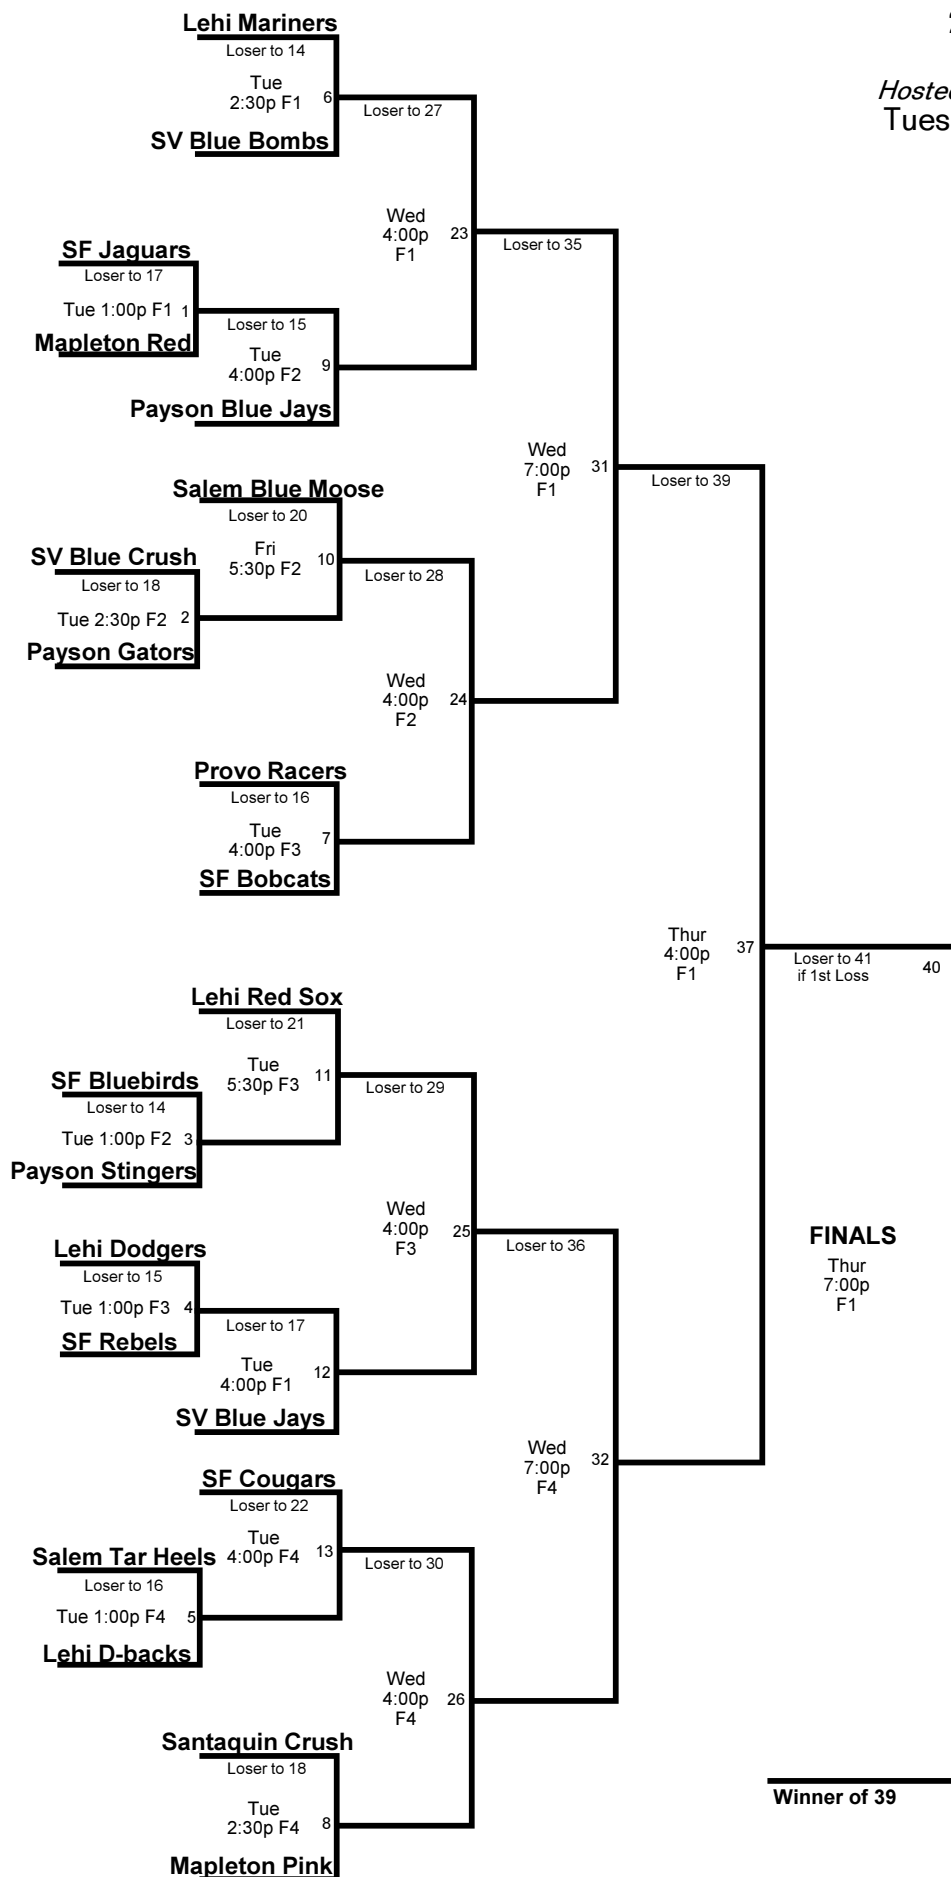 Lehi Mariners
Loser to 14
Tue
2:30p F1
6
Loser to 27
SV Blue Bombs
Hosted
Tues
Wed
4:00p
F1
23
Loser to 35
SF Jaguars
Loser to 17
Tue 1:00p F1
1
Mapleton Red
Loser to 15
Tue
4:00p F2
9
Payson Blue Jays
Wed
7:00p
F1
31
Loser to 39
Salem Blue Moose
Loser to 20
Fri
5:30p F2
10
Loser to 28
SV Blue Crush
Loser to 18
Tue 2:30p F2
2
Payson Gators
Wed
4:00p
F2
24
Provo Racers
Loser to 16
Tue
4:00p F3
7
SF Bobcats
Thur
4:00p
F1
37
Loser to 41
if 1st Loss
40
Lehi Red Sox
Loser to 21
Tue
5:30p F3
11
Loser to 29
SF Bluebirds
Loser to 14
Tue 1:00p F2
3
Payson Stingers
Wed
4:00p
F3
25
Loser to 36
FINALS
Thur
7:00p
F1
Lehi Dodgers
Loser to 15
Tue 1:00p F3
4
SF Rebels
Loser to 17
Tue
4:00p F1
12
SV Blue Jays
Wed
7:00p
F4
32
SF Cougars
Loser to 22
Tue
4:00p F4
13
Loser to 30
Salem Tar Heels
Loser to 16
Tue 1:00p F4
5
Lehi D-backs
Wed
4:00p
F4
26
Santaquin Crush
Loser to 18
Tue
2:30p F4
8
Mapleton Pink
Winner of 39